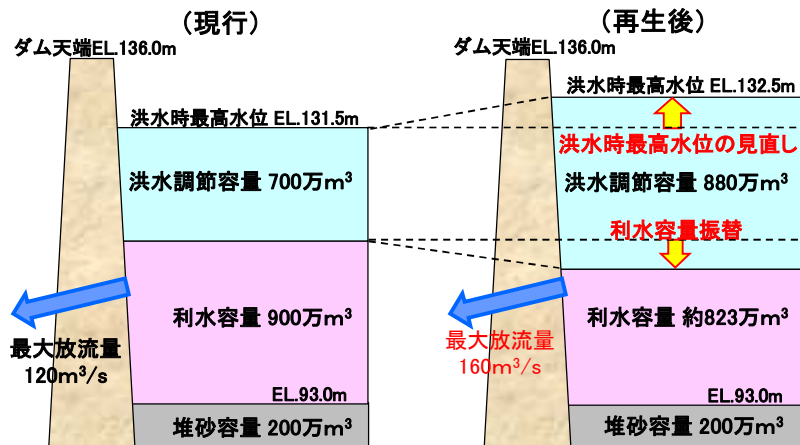 （現行）
ダム天端EL.136.0m
洪水時最高水位 EL.131.5m
洪水調節容量 700万m³
利水容量 900万m³
最大放流量
120m³/s
EL.93.0m
堆砂容量 200万m³
（再生後）
ダム天端EL.136.0m
洪水時最高水位 EL.132.5m
洪水時最高水位の見直し
洪水調節容量 880万m³
利水容量振替
利水容量 約823万m³
最大放流量
160m³/s
EL.93.0m
堆砂容量 200万m³